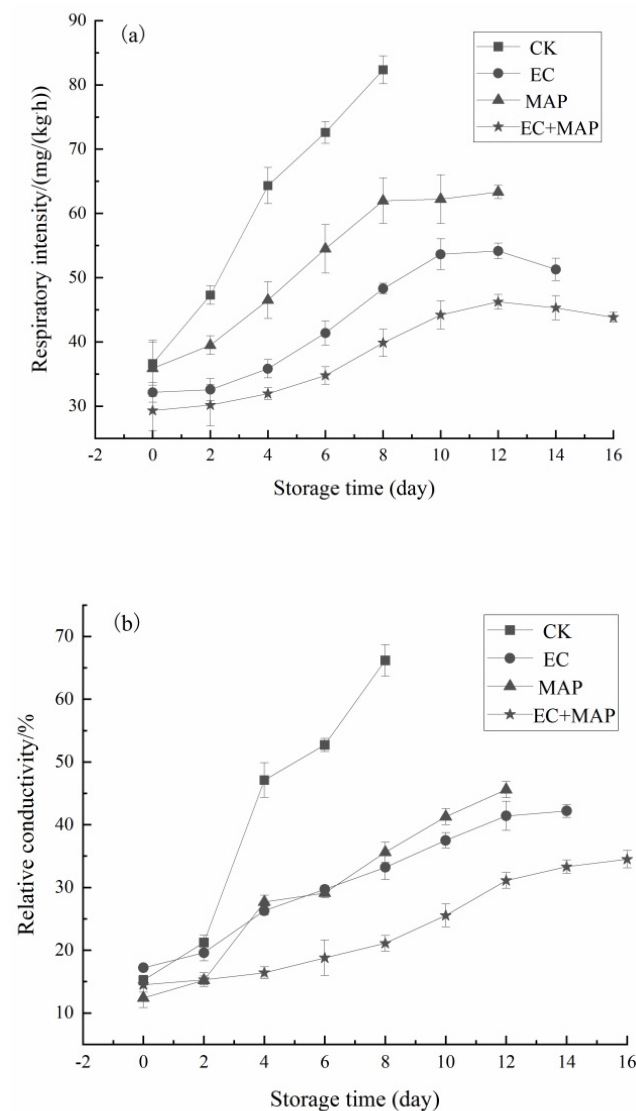 (a)
CK
EC
MAP
EC+MAP
Respiratory intensity/(mg/(kg·h))
90
80
70
60
50
40
30
-2 0 2 4 6 8 10 12 14 16
Storage time (day)
(b)
CK
EC
MAP
EC+MAP
Relative conductivity/%
70
60
50
40
30
20
10
-2 0 2 4 6 8 10 12 14 16
Storage time (day)